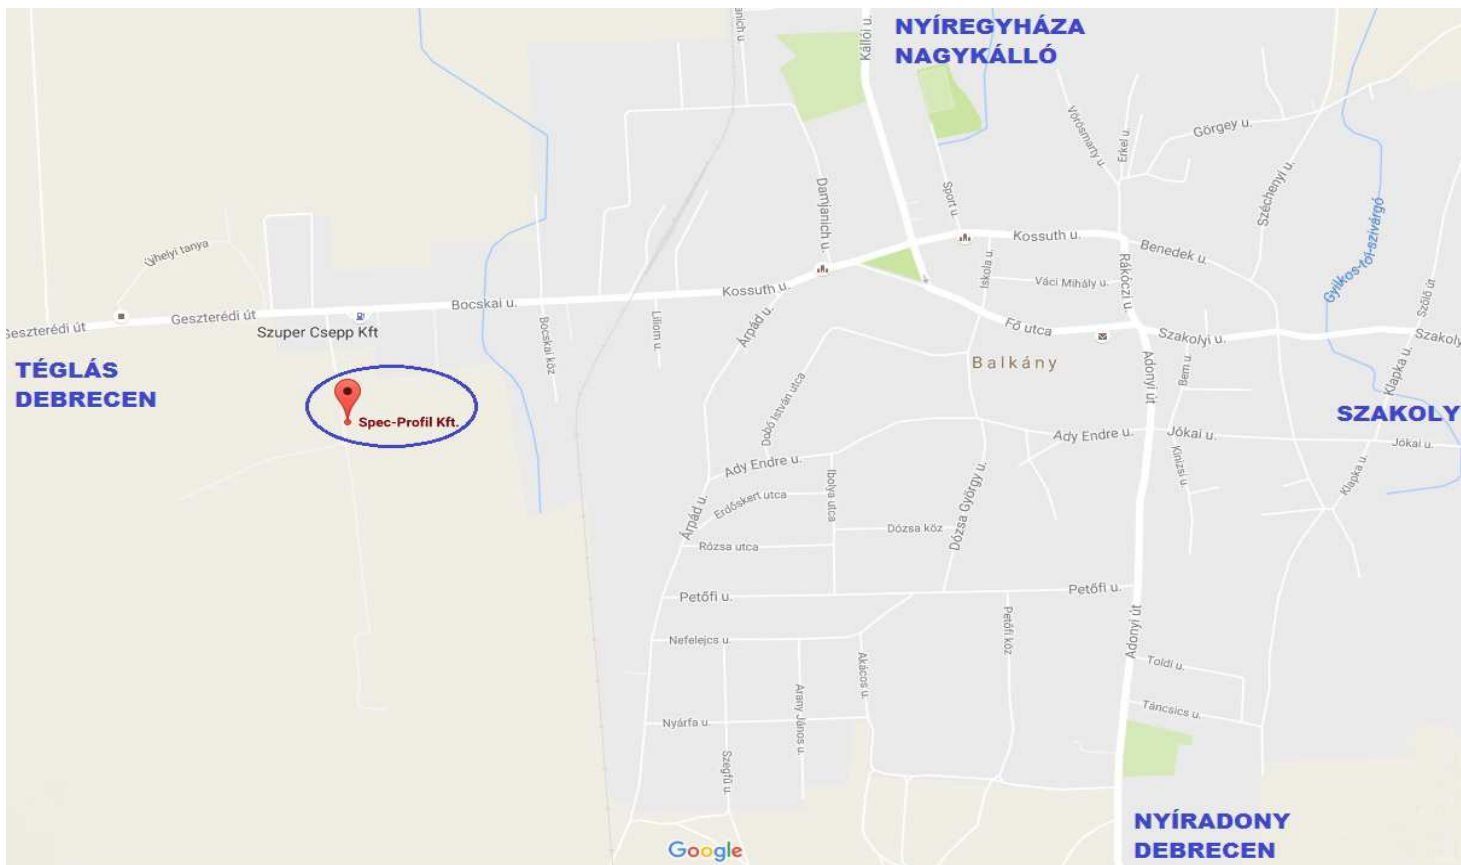 NYÍREGYHÁZA
NAGYKÁLLÓ
Kállói u.
Damjanich u.
Vörösmarty u.
Erkel u.
Görgey u.
Széchenyi u.
Sport u.
Gyilkos-tól-szivárgó
Újhelyi tanya
Kossuth u.
Benedek u.
Iskola u.
Váci Mihály u.
Rákóczi u.
Szőlő út
Geszterédi út
Geszterédi út
Bocskai u.
Kossuth u.
Szuper Csepp Kft
Bocskai köz
Liliom u.
Árpád u.
Fő utca
Szakolyi u.
Szakoly
Balkány
Adonyi út
Bem u.
Klapka u.
TÉGLÁS
DEBRECEN
Spec-Profil Kft.
SZAKOLY
Dobó István utca
Ady Endre u.
Jókai u.
Jókai u.
Ady Endre u.
Ibolya utca
Kinizsi u.
Klapka u.
Erdőskert utca
Árpád u.
Dózsa György u.
Dózsa köz
Rózsa utca
Petőfi u.
Petőfi u.
Petőfi köz
Adonyi út
Nefelejcs u.
Akácos u.
Toldi u.
Arany János u.
Táncsics u.
Nyárfa u.
Szegfű u.
NYÍRADONY
DEBRECEN
Google